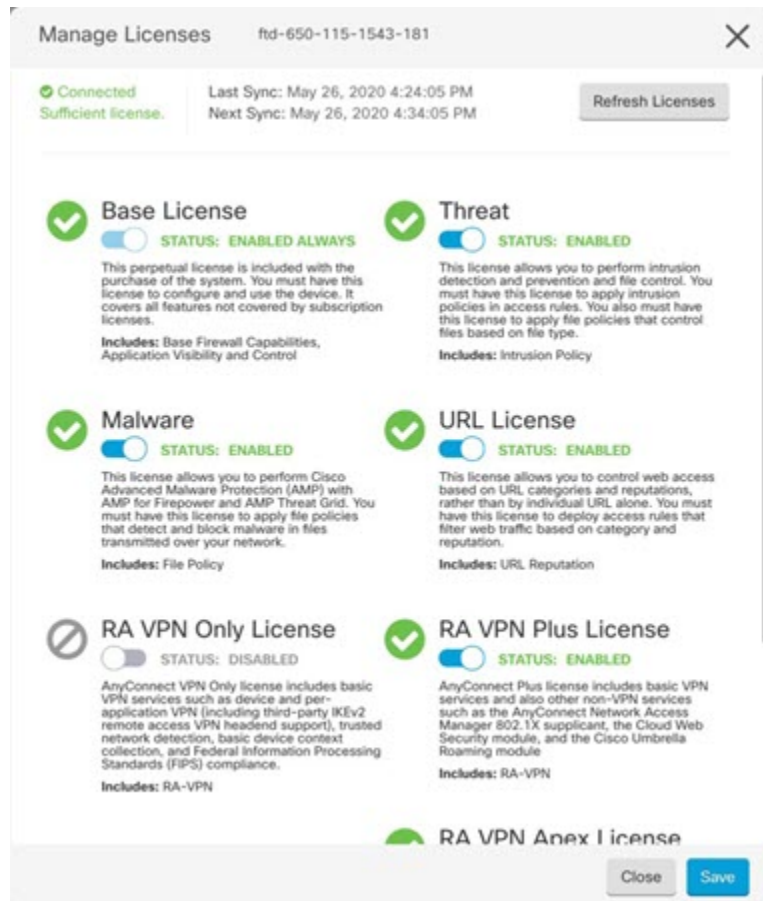 Manage Licenses ftd-650-115-1543-181
Connected
Sufficient license.
Last Sync: May 26, 2020 4:24:05 PM
Next Sync: May 26, 2020 4:34:05 PM
Refresh Licenses
Base License
STATUS: ENABLED ALWAYS
This perpetual license is included with the
purchase of the system. You must have this
license to configure and use the device. It
covers all features not covered by subscription
licenses.
Includes: Base Firewall Capabilities,
Application Visibility and Control
Threat
STATUS: ENABLED
This license allows you to perform intrusion
detection and prevention and file control. You
must have this license to apply intrusion
policies in access rules. You also must have
this license to apply file policies that control
files based on file type.
Includes: Intrusion Policy
Malware
STATUS: ENABLED
This license allows you to perform Cisco
Advanced Malware Protection (AMP) with
AMP for Firepower and AMP Threat Grid. You
must have this license to apply file policies
that detect and block malware in files
transmitted over your network.
Includes: File Policy
URL License
STATUS: ENABLED
This license allows you to control web access
based on URL categories and reputations,
rather than by individual URL alone. You must
have this license to deploy access rules that
filter web traffic based on category and
reputation.
Includes: URL Reputation
RA VPN Only License
STATUS: DISABLED
AnyConnect VPN Only license includes basic
VPN services such as device and per-
application VPN (including third-party IKEv2
remote access VPN headend support), trusted
network detection, basic device context
collection, and Federal Information Processing
Standards (FIPS) compliance.
Includes: RA-VPN
RA VPN Plus License
STATUS: ENABLED
AnyConnect Plus license includes basic VPN
services and also other non-VPN services
such as the AnyConnect Network Access
Manager 802.1X supplicant, the Cloud Web
Security module, and the Cisco Umbrella
Roaming module
Includes: RA-VPN
RA VPN Apex License
Close
Save